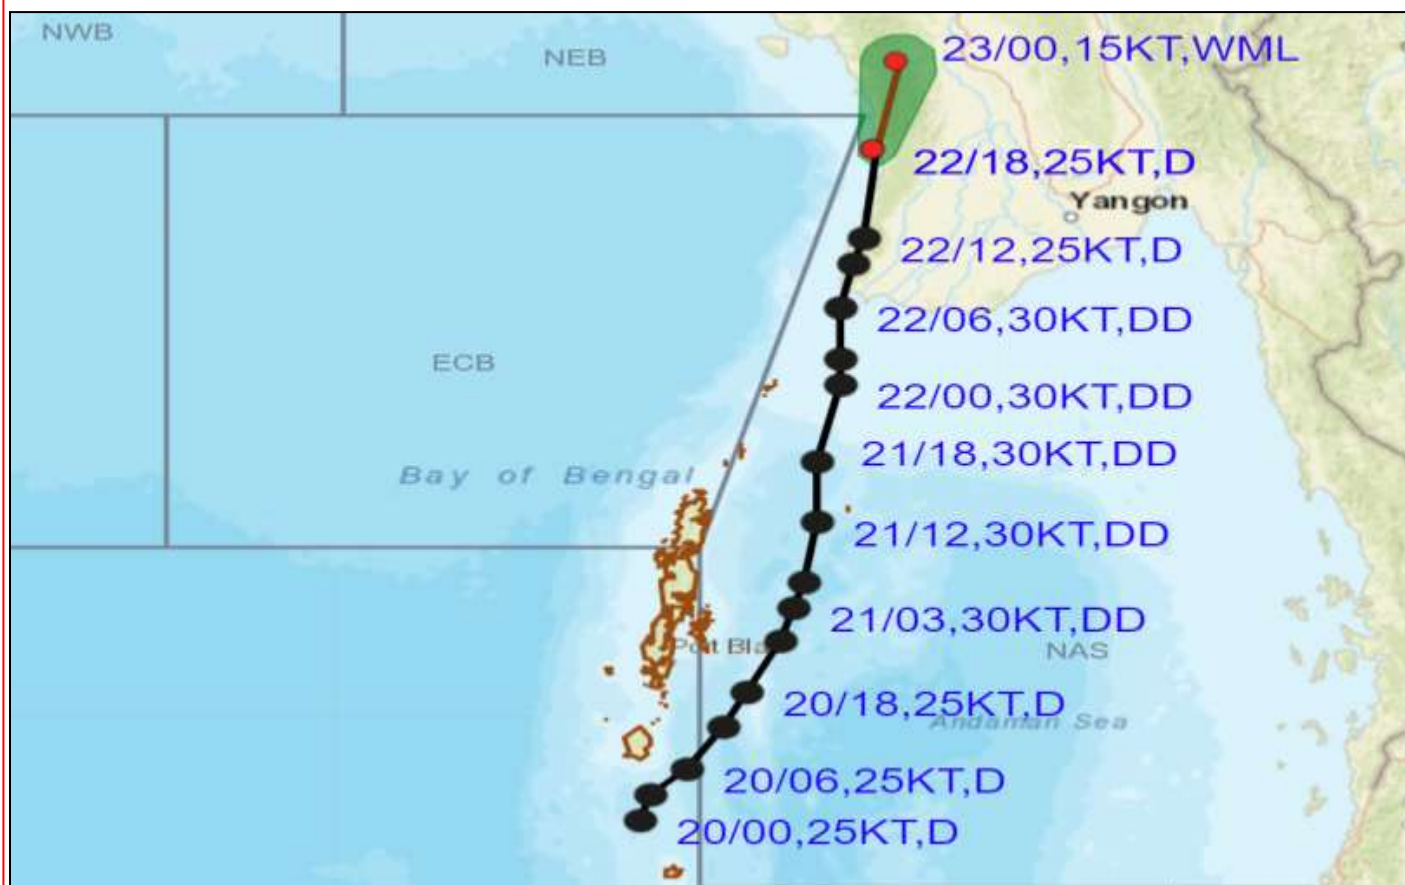 NWB
NEB
23/00,15KT,WML
22/18,25KT,D
Yangon
22/12,25KT,D
22/06,30KT,DD
ECB
22/00,30KT,DD
21/18,30KT,DD
Bay of Bengal
21/12,30KT,DD
21/03,30KT,DD
Port Bla
NAS
20/18,25KT,D
Andaman Sea
20/06,25KT,D
20/00,25KT,D